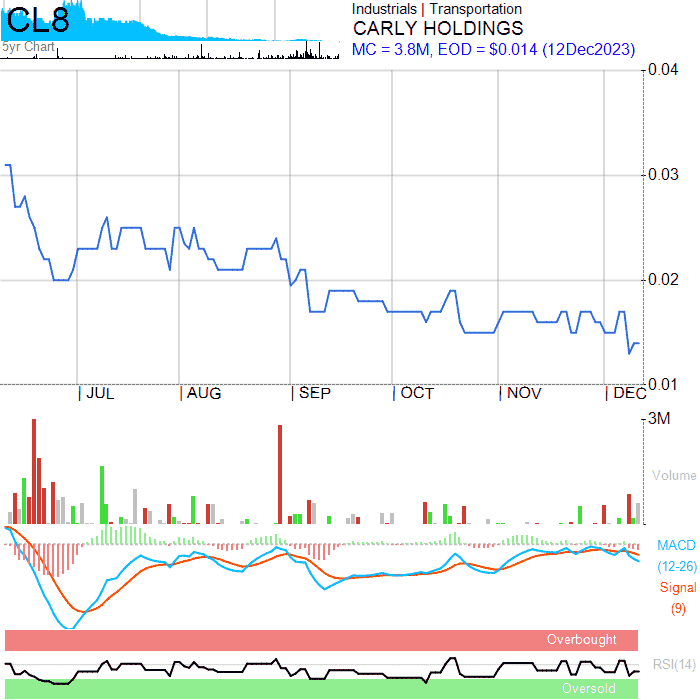 CL8
5yr Chart
Industrials | Transportation
CARLY HOLDINGS
MC = 3.8M, EOD = $0.014 (12Dec2023)
0.04
0.03
0.02
0.01
| JUL | AUG | SEP | OCT | NOV | DEC
3M
Volume
MACD
(12-26)
Signal
(9)
Overbought
RSI(14)
Oversold